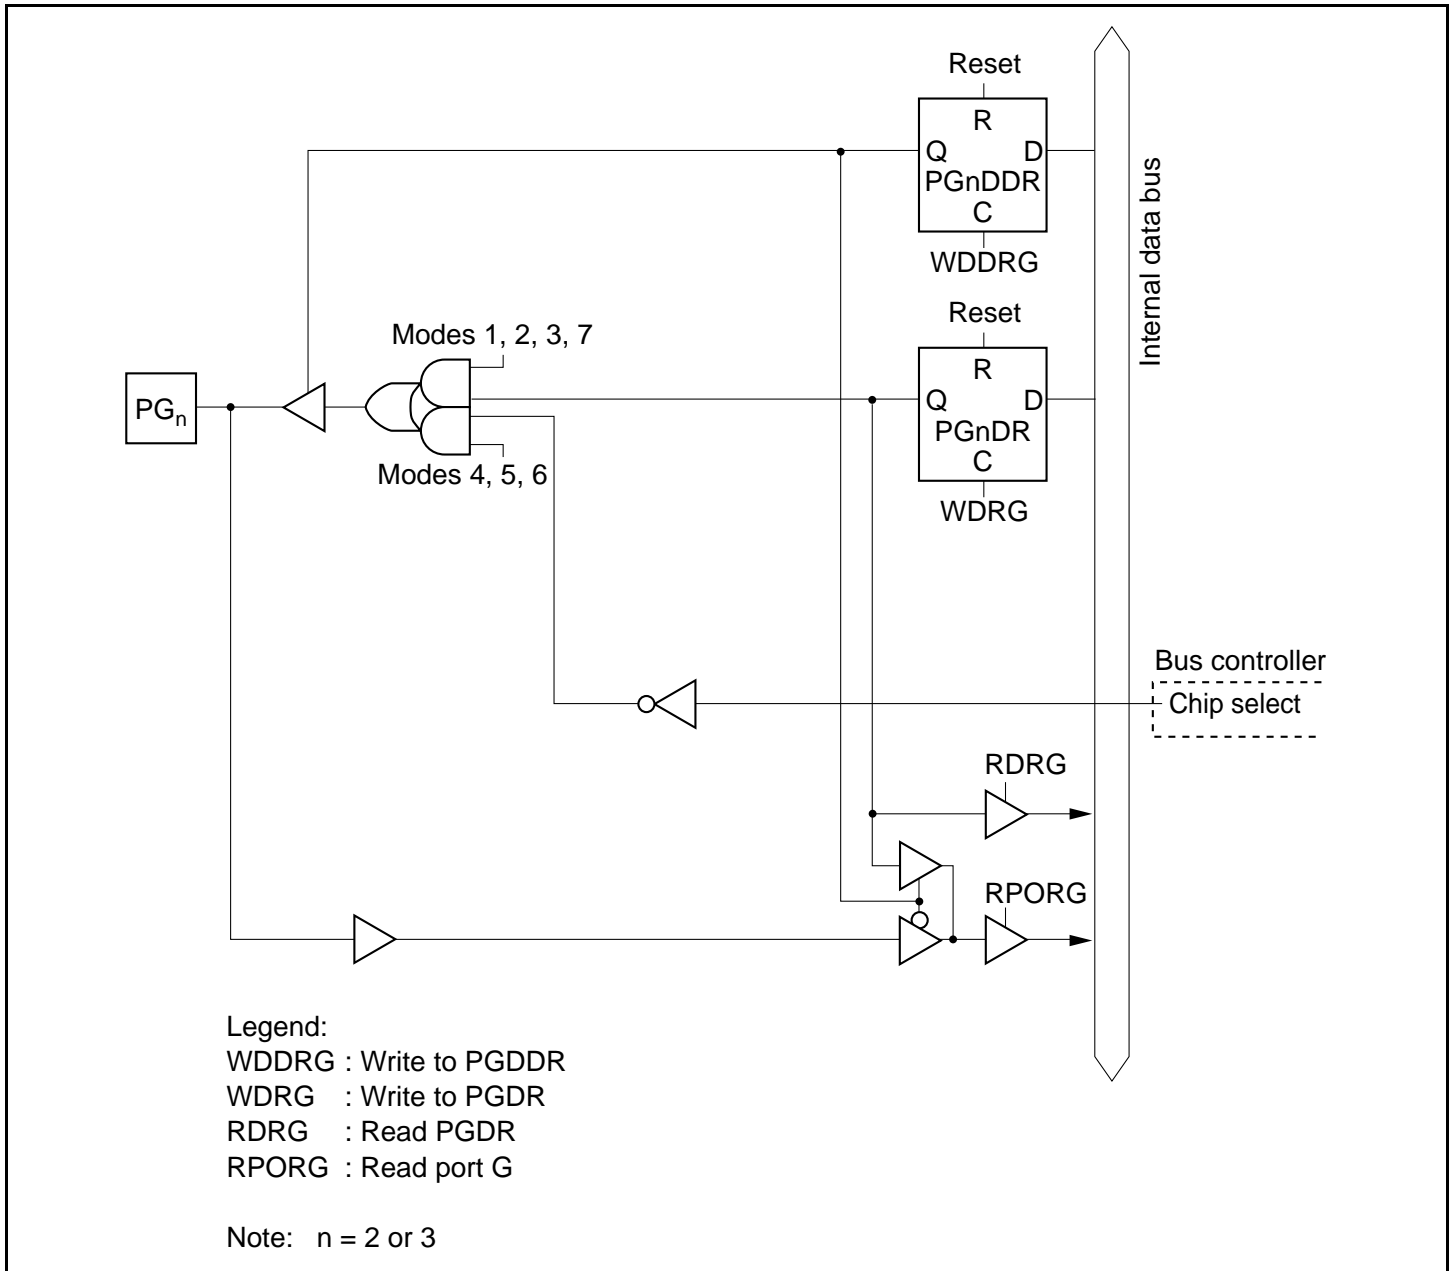 Reset
R
Q D
PGnDDR
C
WDDRG
Internal data bus
Reset
R
Q D
PGnDR
C
WDRG
Modes 1, 2, 3, 7
PGn
Modes 4, 5, 6
Bus controller
Chip select
RDRG
RPORG
Legend:
WDDRG : Write to PGDDR
WDRG : Write to PGDR
RDRG : Read PGDR
RPORG : Read port G
Note: n = 2 or 3